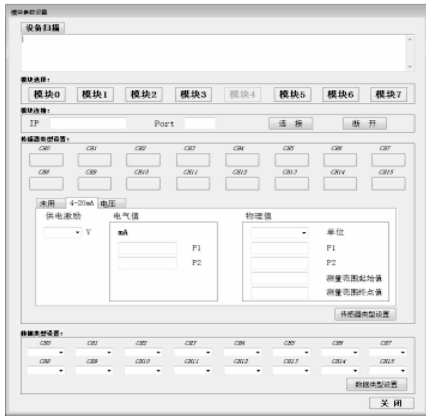 模块参数设置
设备扫描
模块选择:
模块0 模块1 模块2 模块3 模块4 模块5 模块6 模块7
模块连接:
IP Port 连接 断开
传感器类型设置:
CH0 CH1 CH2 CH3 CH4 CH5 CH6 CH7
CH8 CH9 CH10 CH11 CH12 CH13 CH14 CH15
未用 4-20mA 电压
供电激励 电气值 物理值
V mA 单位
P1 P1
P2 P2
测量范围起始值
测量范围终点值
传感器类型设置
数据类型设置:
CH0 CH1 CH2 CH3 CH4 CH5 CH6 CH7
CH8 CH9 CH10 CH11 CH12 CH13 CH14 CH15
数据类型设置
关闭